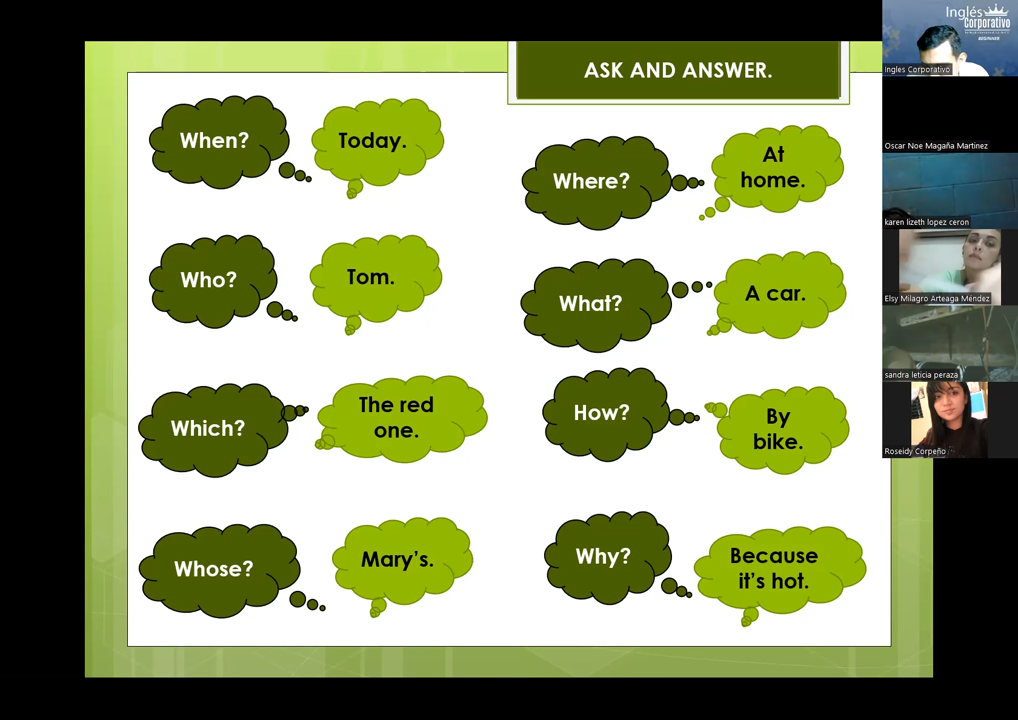 ASK AND ANSWER.
When?
Today.
Where?
At
home.
Who?
Tom.
What?
A car.
Which?
The red
one.
How?
By
bike.
Whose?
Mary's.
Why?
Because
it's hot.
Inglés
Corporativo
BEGINNER
Ingles Corporativo
Oscar Noe Magaña Martinez
karen lizeth lopez ceron
Elsy Milagro Arteaga Méndez
sandra leticia peraza
Roseidy Corpeño